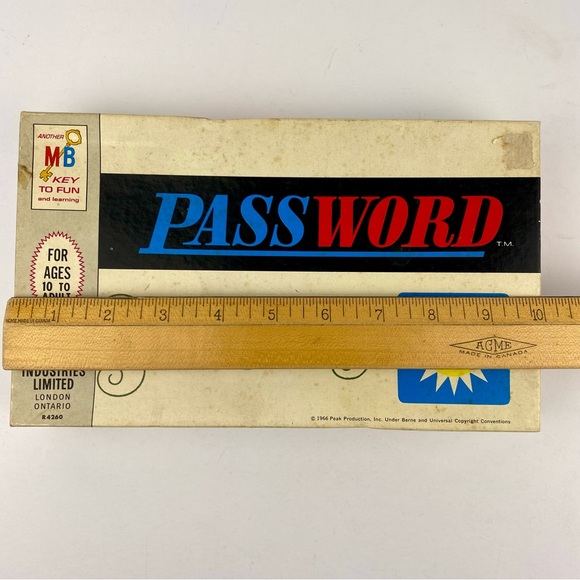 ANOTHER
MB
KEY
TO FUN
and learning
PASSWORD
T.M.
FOR
AGES
10 TO
ADULT
1 2 3 4 5 6 7 8 9 10
ACME
MADE IN CANADA
INDUSTRIES
LIMITED
LONDON
ONTARIO
R4260
© 1966 Peak Production, Inc. Under Berne and Universal Copyright Conventions